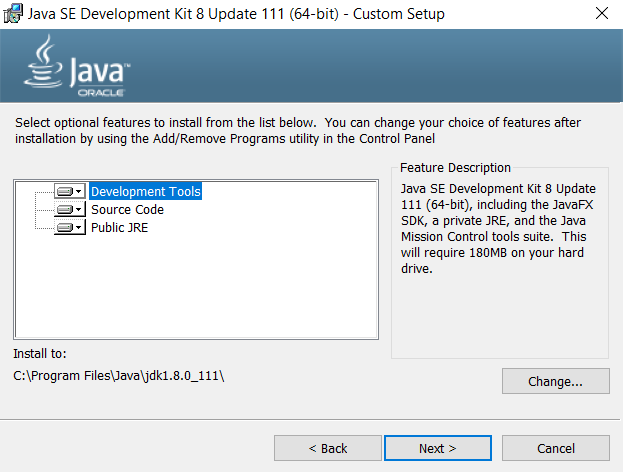 Java SE Development Kit 8 Update 111 (64-bit) - Custom Setup
Java™
ORACLE
Select optional features to install from the list below.  You can change your choice of features after
installation by using the Add/Remove Programs utility in the Control Panel
Development Tools
Source Code
Public JRE
Feature Description
Java SE Development Kit 8 Update
111 (64-bit), including the JavaFX
SDK, a private JRE, and the Java
Mission Control tools suite.  This
will require 180MB on your hard
drive.
Install to:
C:\Program Files\Java\jdk1.8.0_111\
Change...
< Back
Next >
Cancel